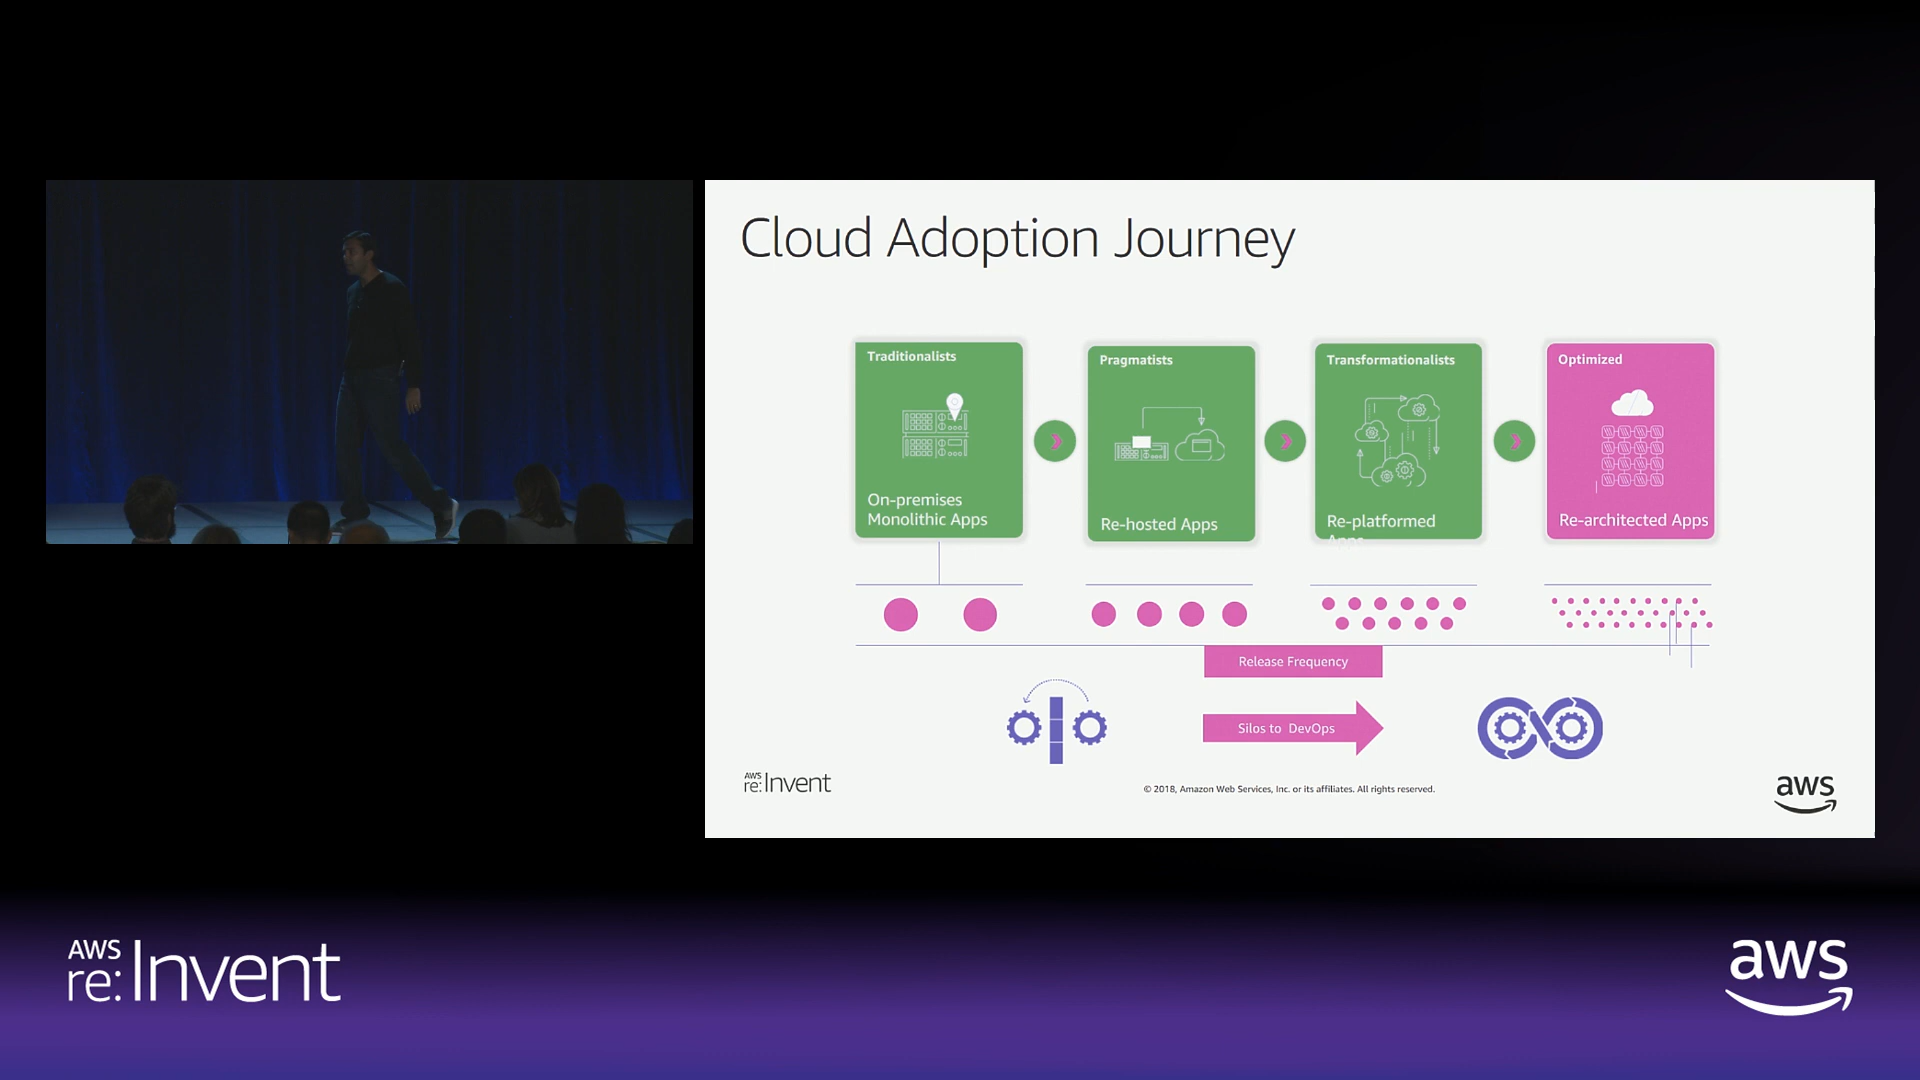 Cloud Adoption Journey
Traditionalists
On-premises
Monolithic Apps
Pragmatists
Re-hosted Apps
Transformationalists
Re-platformed
Apps
Optimized
Re-architected Apps
Release Frequency
Silos to DevOps
AWS
re:Invent
© 2018, Amazon Web Services, Inc. or its affiliates. All rights reserved.
aws
AWS
re:Invent
aws